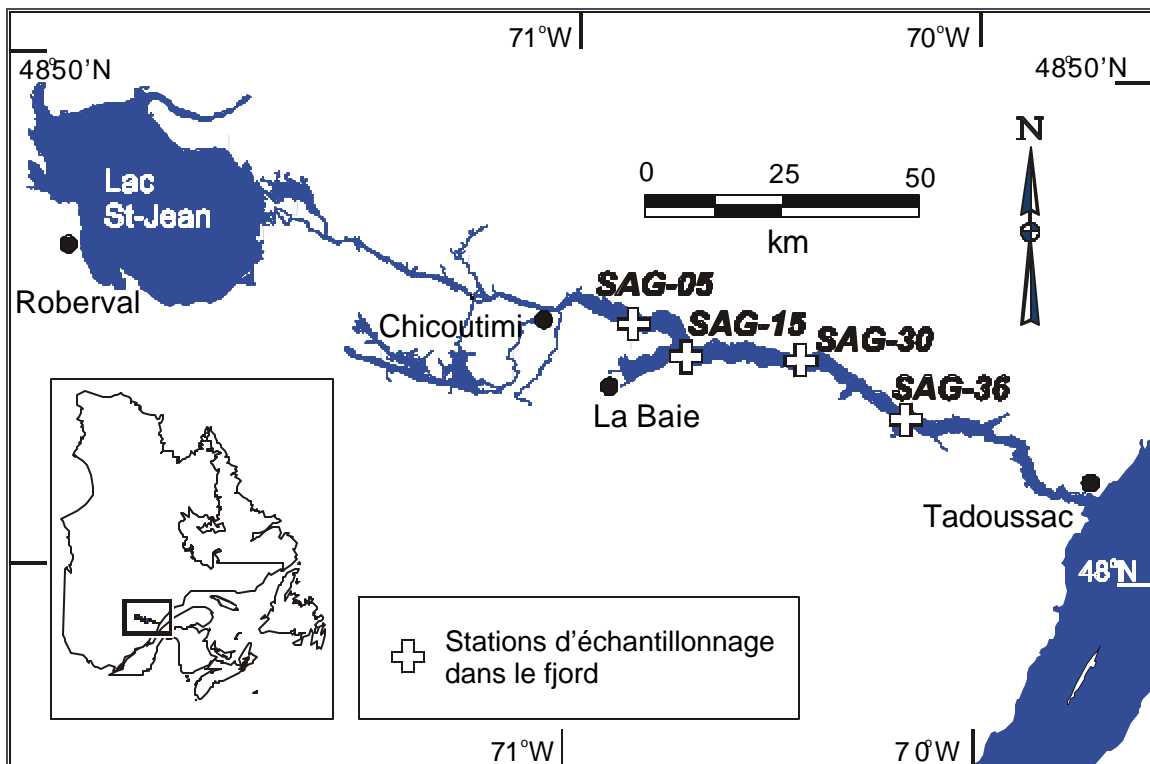 71°W
70°W
48°50'N
48°50'N
N
0 25 50
km
Lac
St-Jean
Roberval
Chicoutimi
SAG-05
SAG-15
SAG-30
SAG-36
La Baie
Tadoussac
48°N
Stations d'échantillonnage
dans le fjord
71°W
70°W